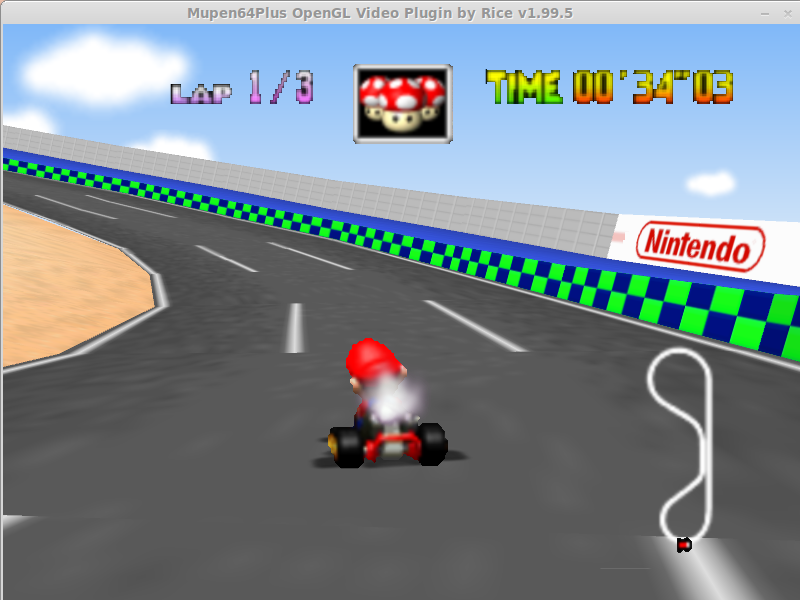 Mupen64Plus OpenGL Video Plugin by Rice v1.99.5
LAP 1/3
TIME 00'34"03
Nintendo